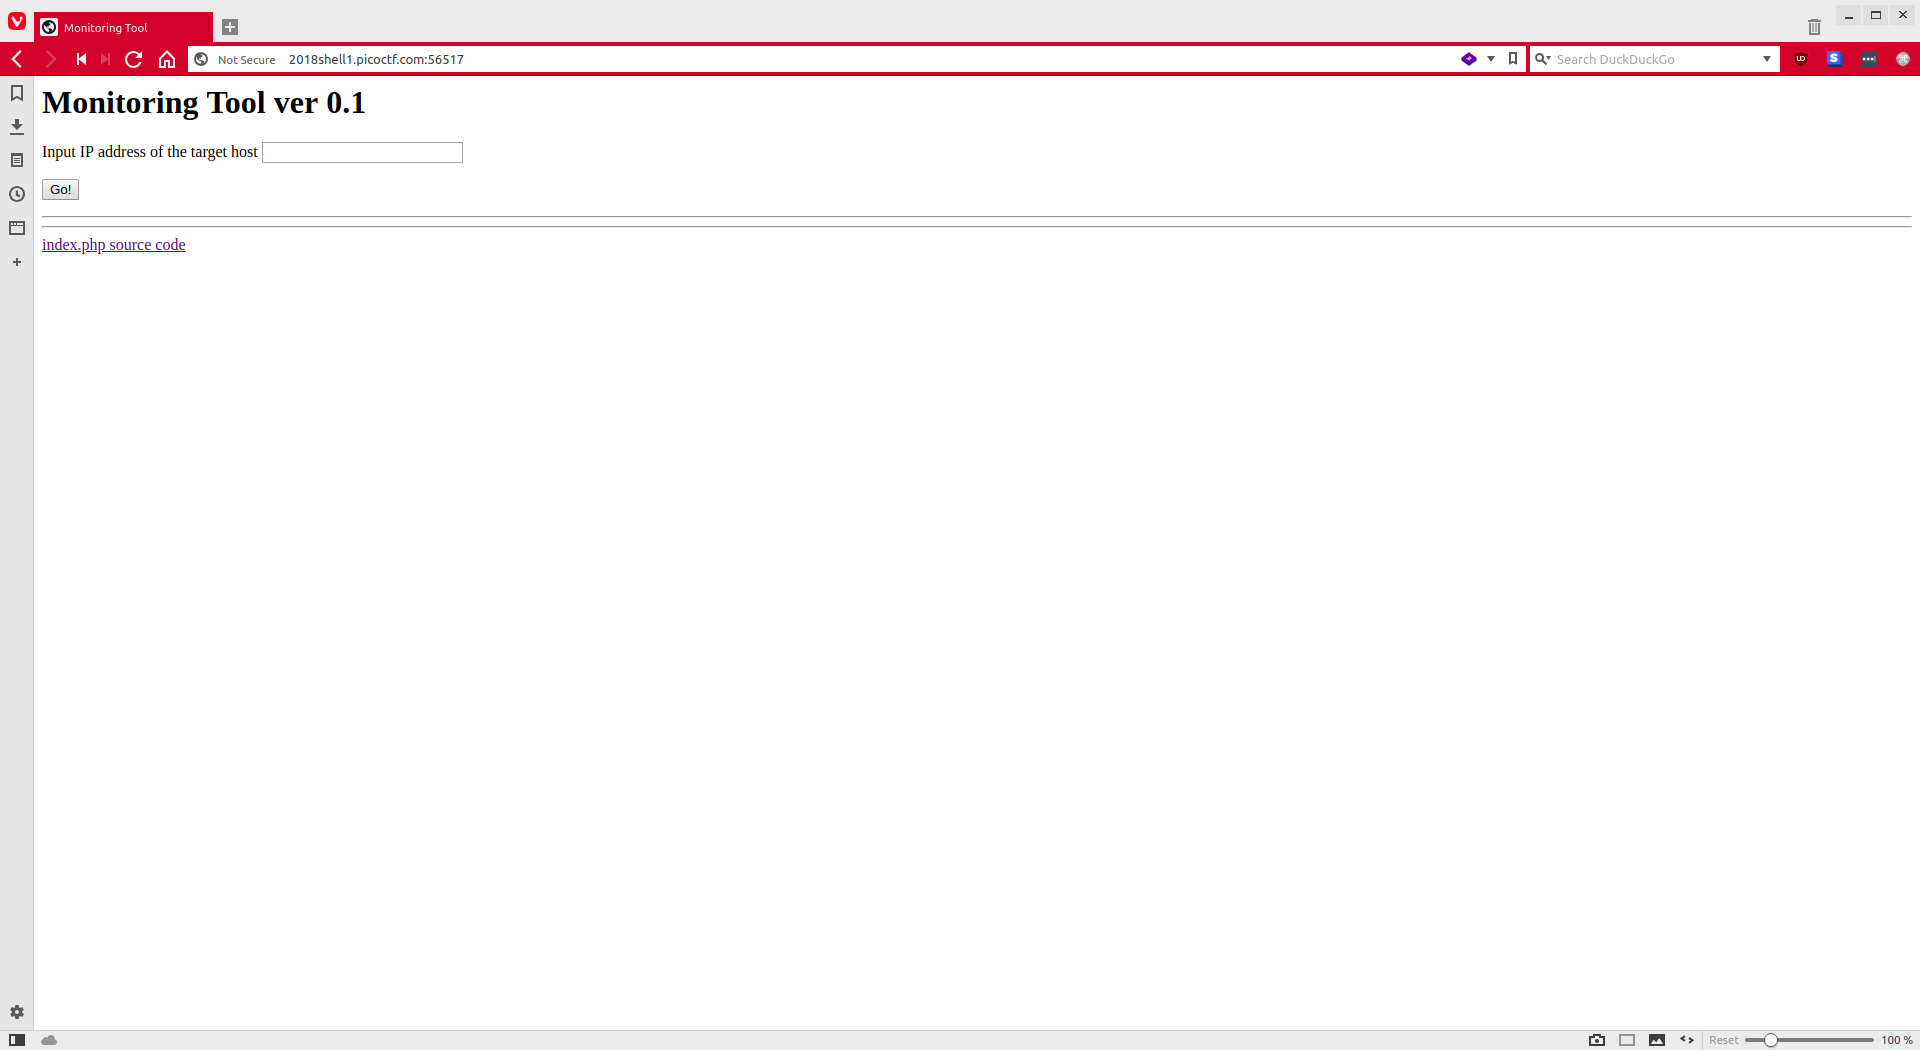 Monitoring Tool
Not Secure 2018shell1.picoctf.com:56517 Search DuckDuckGo
Monitoring Tool ver 0.1
Input IP address of the target host
Go!
index.php source code
Reset 100 %